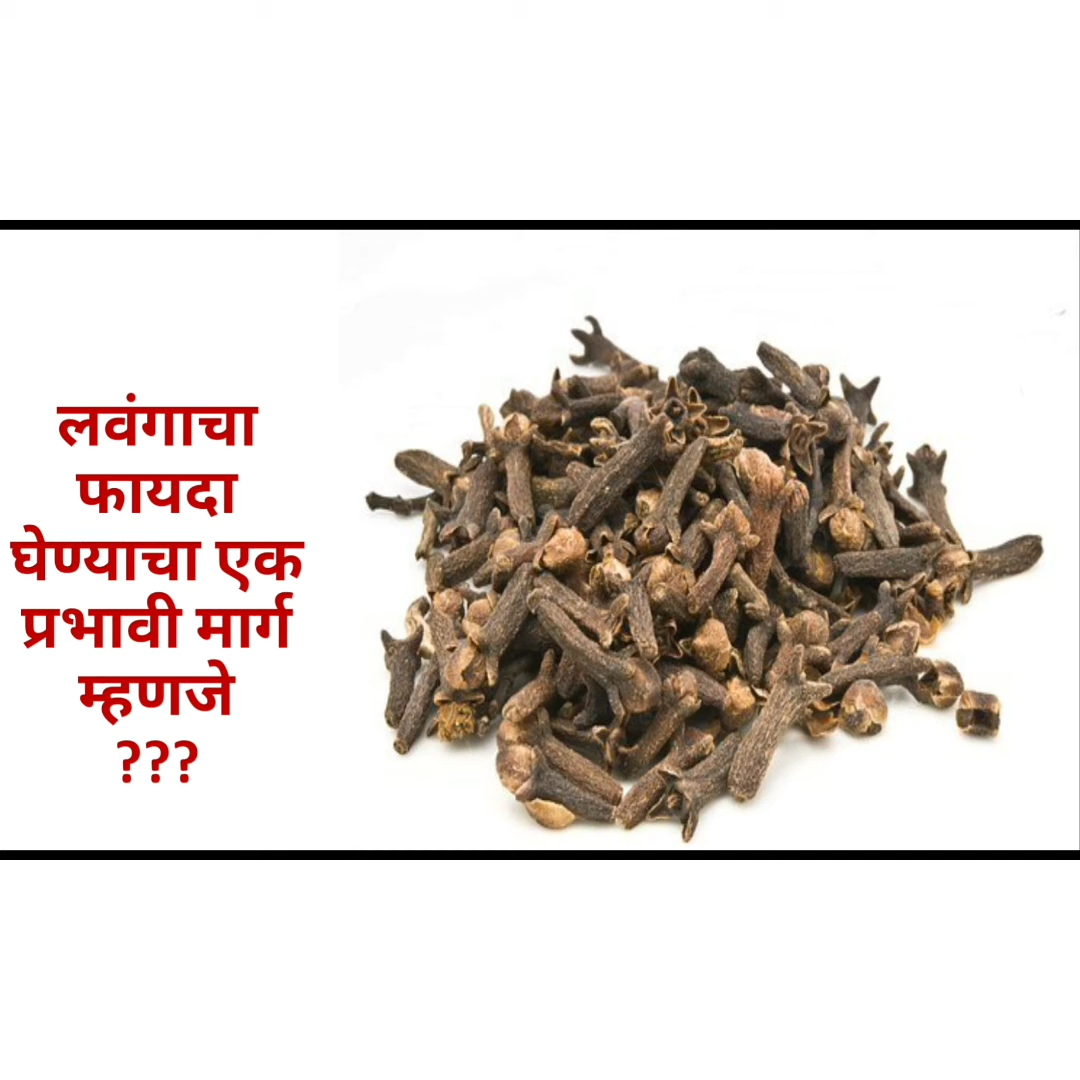 लवंगाचा
फायदा
घेण्याचा एक
प्रभावी मार्ग
म्हणजे
???